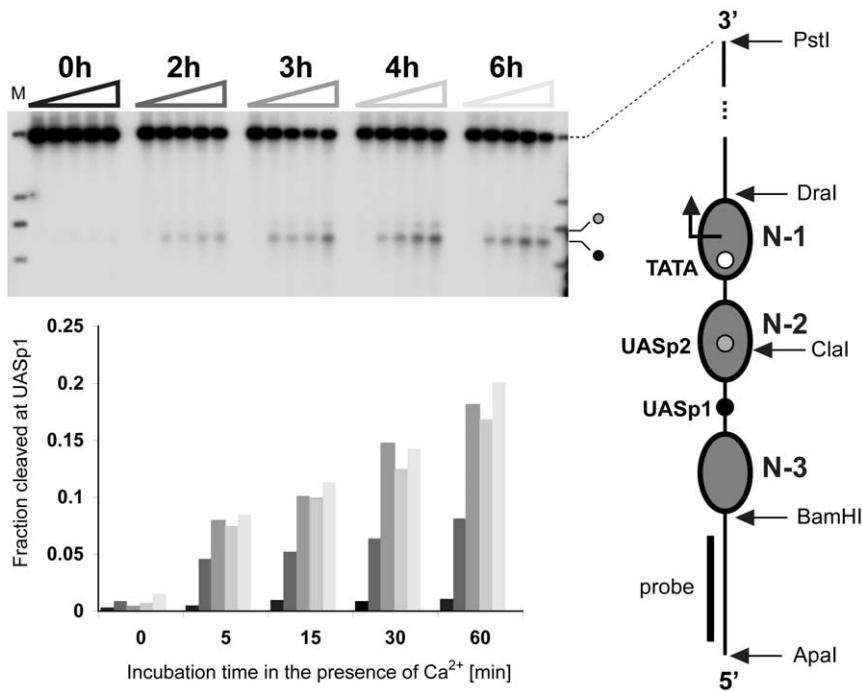 0h 2h 3h 4h 6h
M
3’
PstI
...
DraI
N-1
TATA
N-2
UASp2
ClaI
UASp1
N-3
BamHI
probe
ApaI
5’
Fraction cleaved at UASp1
0.25
0.2
0.15
0.1
0.05
0
0 5 15 30 60
Incubation time in the presence of Ca²⁺ [min]